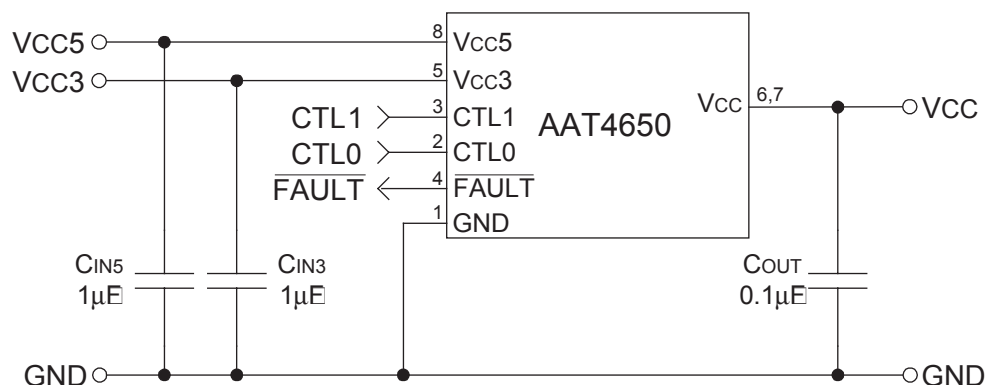 VCC5
VCC3
CTL1
CTL0
FAULT
8
5
3
2
4
1
VCC5
VCC3
CTL1
CTL0
FAULT
GND
AAT4650
VCC
6,7
VCC
CIN5
1µF
CIN3
1µF
COUT
0.1µF
GND
GND